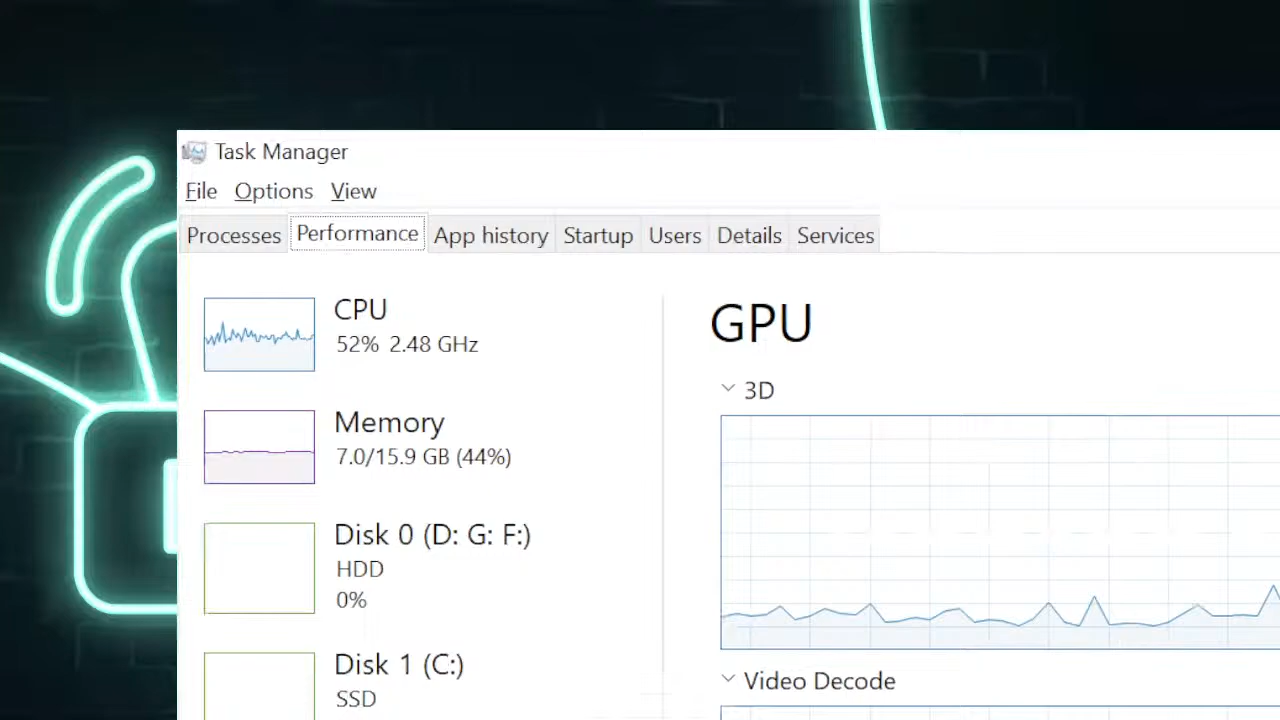 Task Manager
File Options View
Processes Performance App history Startup Users Details Services
CPU
52% 2.48 GHz
Memory
7.0/15.9 GB (44%)
Disk 0 (D: G: F:)
HDD
0%
Disk 1 (C:)
SSD
GPU
3D
Video Decode